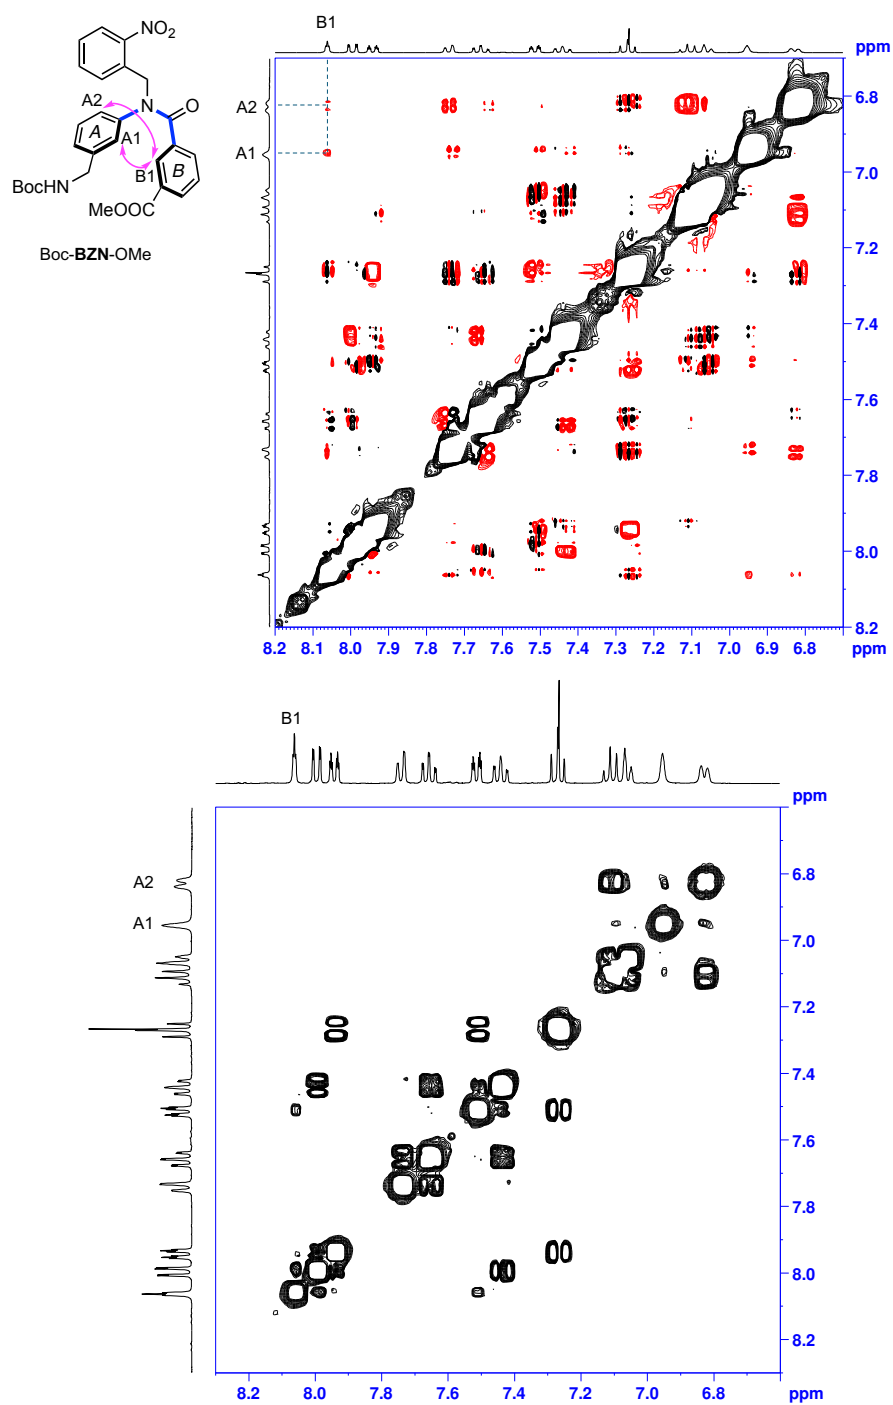 B1
NO₂
ppm
A2
N
O
A
A1
B1
B
BocHN
MeOOC
Boc-BZN-OMe
A2
A1
6.8
7.0
7.2
7.4
7.6
7.8
8.0
8.2
8.2 8.1 8.0 7.9 7.8 7.7 7.6 7.5 7.4 7.3 7.2 7.1 7.0 6.9 6.8 ppm
B1
ppm
A2
A1
6.8
7.0
7.2
7.4
7.6
7.8
8.0
8.2
8.2 8.0 7.8 7.6 7.4 7.2 7.0 6.8 ppm